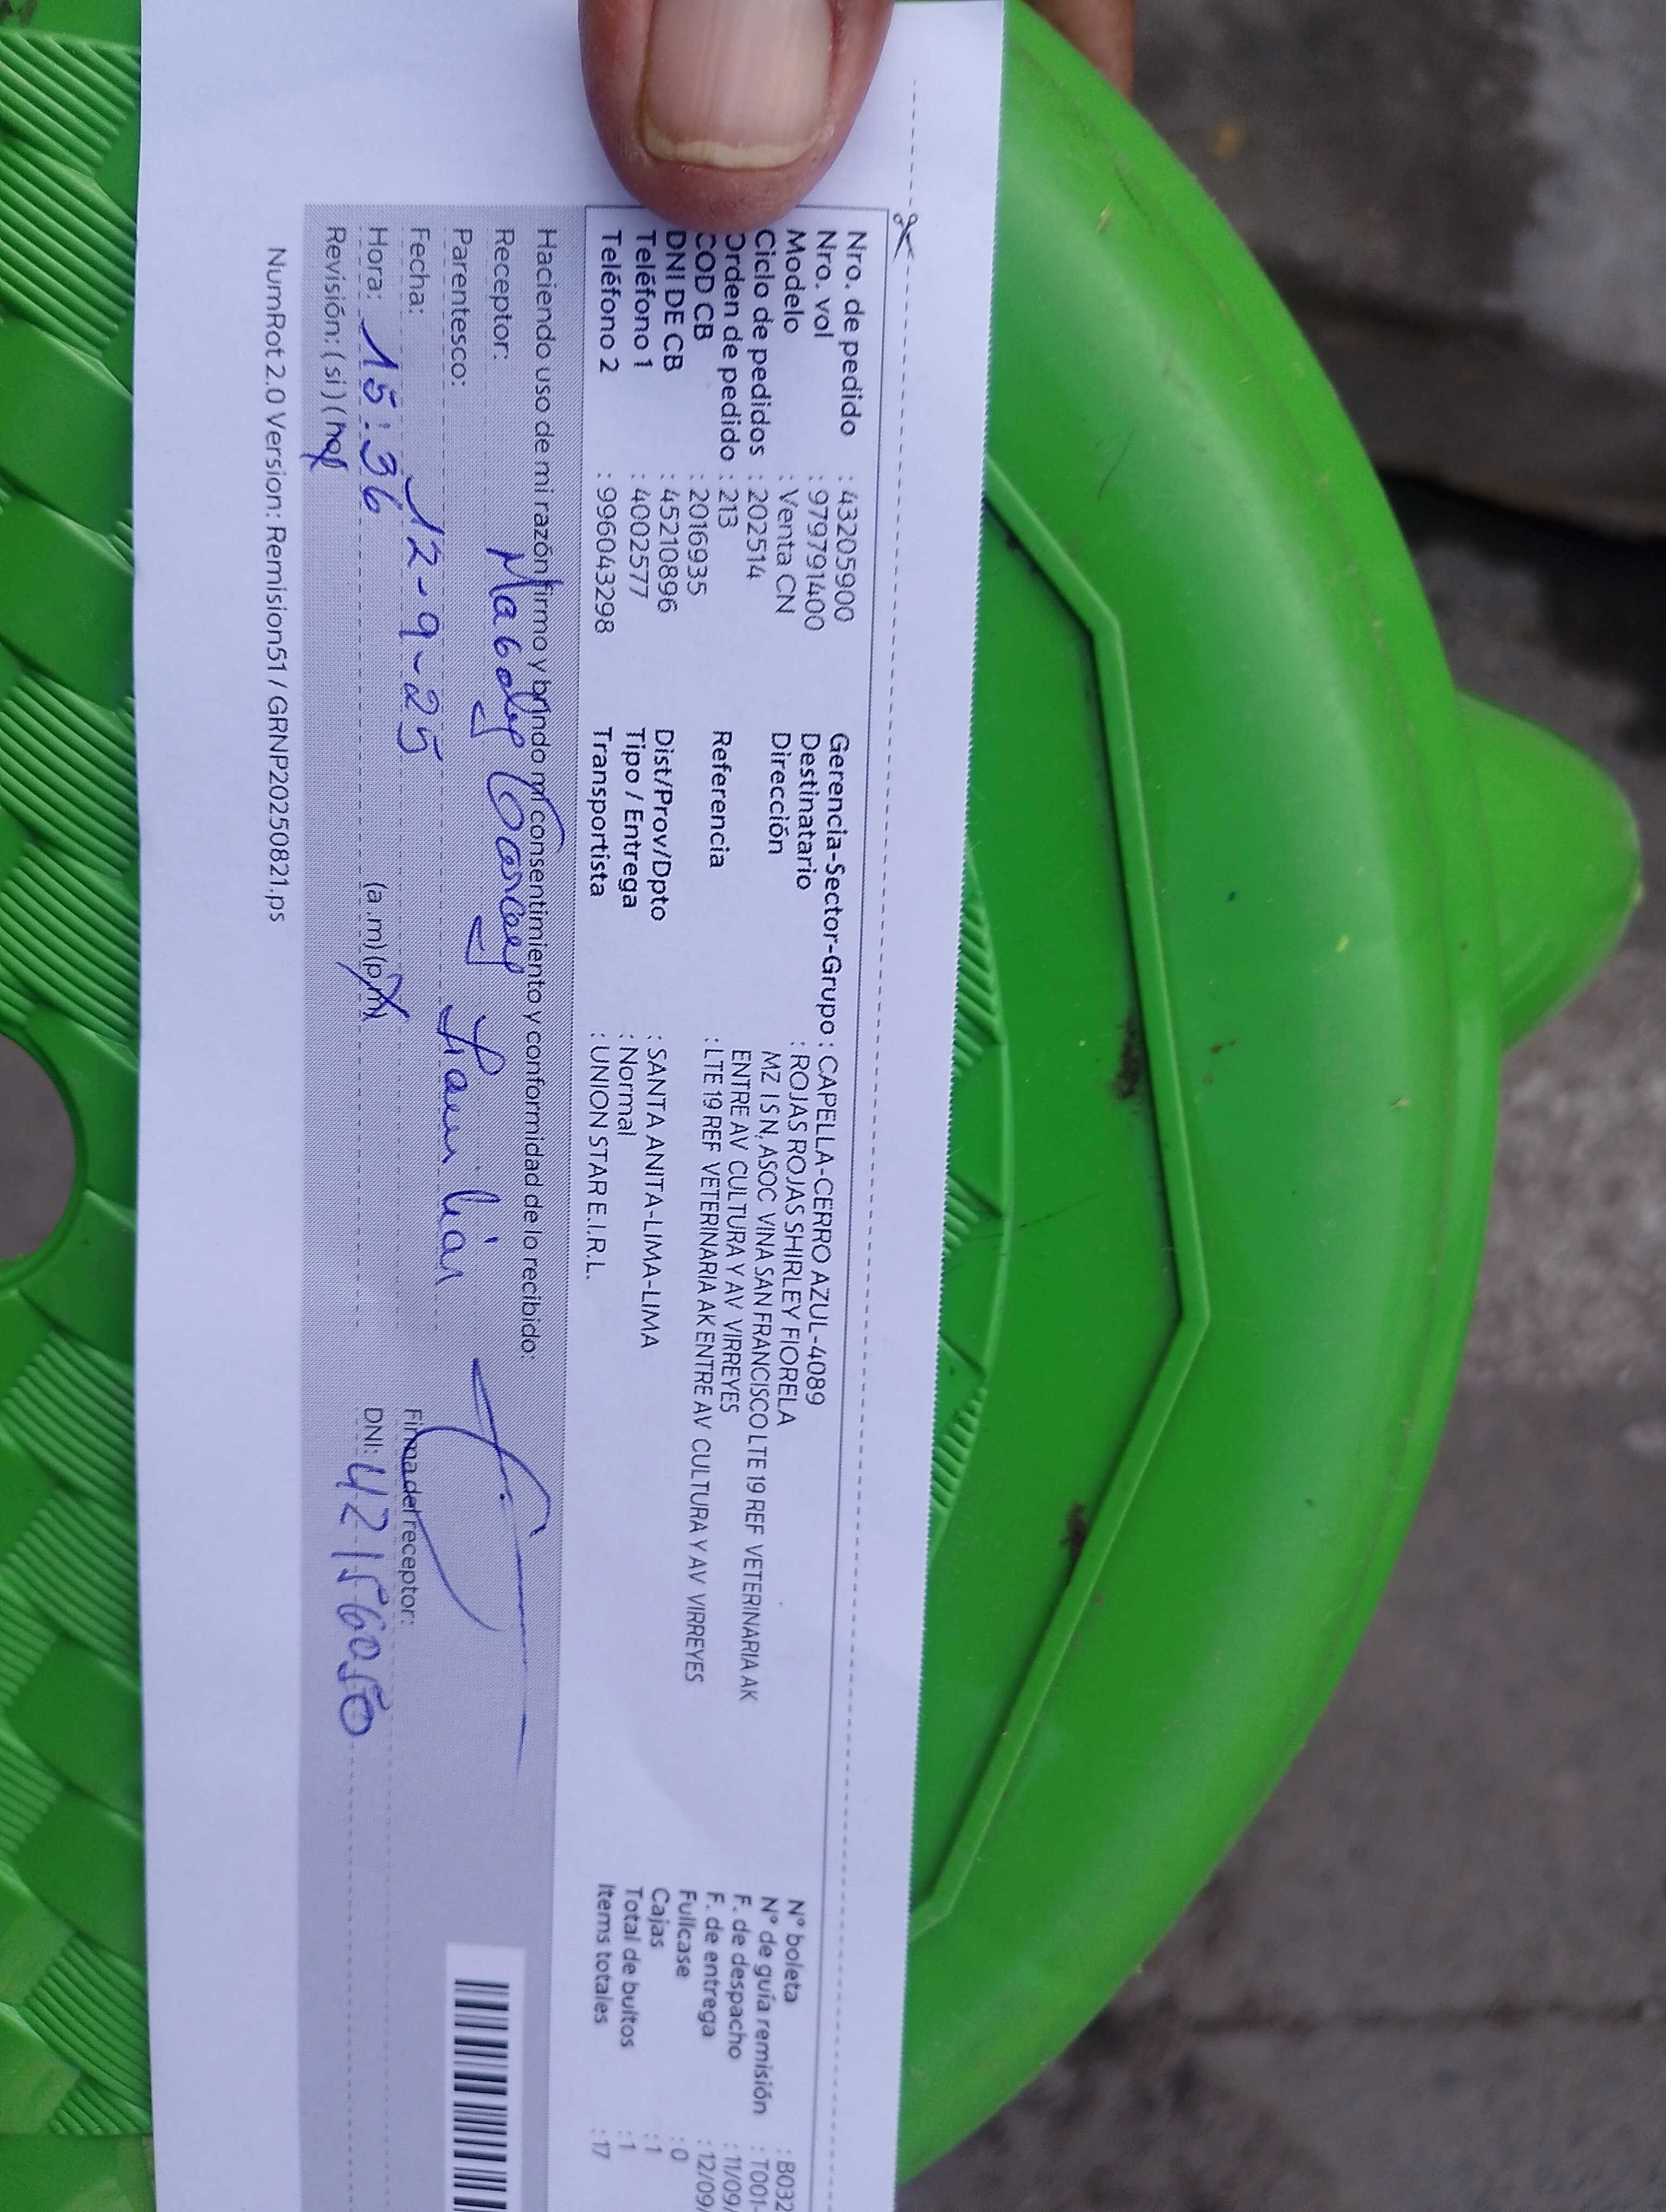 Nro. de pedido : 43205900
Nro. vol : 979791400
Modelo : Venta CN
Ciclo de pedidos : 202514
Orden de pedido : 213
COD CB : 2016935
DNI DE CB : 45210896
Teléfono 1 : 4002577
Teléfono 2 : 996043298
Gerencia-Sector-Grupo : CAPELLA-CERRO AZUL-4089
Destinatario : ROJAS ROJAS SHIRLEY FIORELA
Dirección MZ I S N, ASOC VINA SAN FRANCISCO LTE 19 REF VETERINARIA AK
ENTRE AV CULTURA Y AV VIRREYES
Referencia : LTE 19 REF VETERINARIA AK ENTRE AV CULTURA Y AV VIRREYES
Dist/Prov/Dpto : SANTA ANITA-LIMA-LIMA
Tipo / Entrega : Normal
Transportista : UNION STAR E.I.R.L.
N° boleta : B032
N° de guía remisión : T001-
F. de despacho : 11/09/
F. de entrega : 12/09/
Fullcase : 0
Cajas : 1
Total de bultos : 1
Items totales : 17
Haciendo uso de mi razón firmo y brindo mi consentimiento y conformidad de lo recibido:
Receptor:
Parentesco: Familiar
Fecha: 12-9-25
Hora: 15:36 (a.m) (p.m)
Revisión: (si) (no)
Firma del receptor:
DNI: 42156050
NumRot 2.0 Version: Remision51 / GRNP20250821.ps